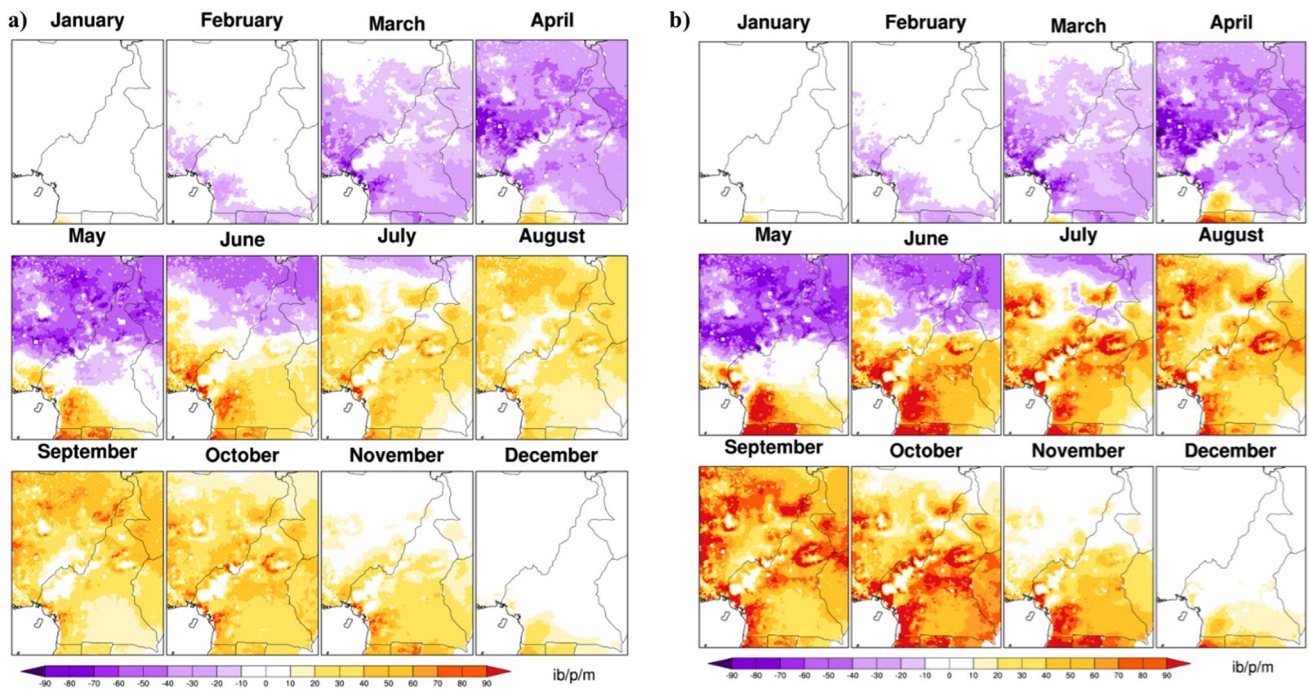 a) January February March April
May June July August
September October November December
-90 -80 -70 -60 -50 -40 -30 -20 -10 0 10 20 30 40 50 60 70 80 90 ib/p/m
b) January February March April
May June July August
September October November December
-90 -80 -70 -60 -50 -40 -30 -20 -10 0 10 20 30 40 50 60 70 80 90 ib/p/m